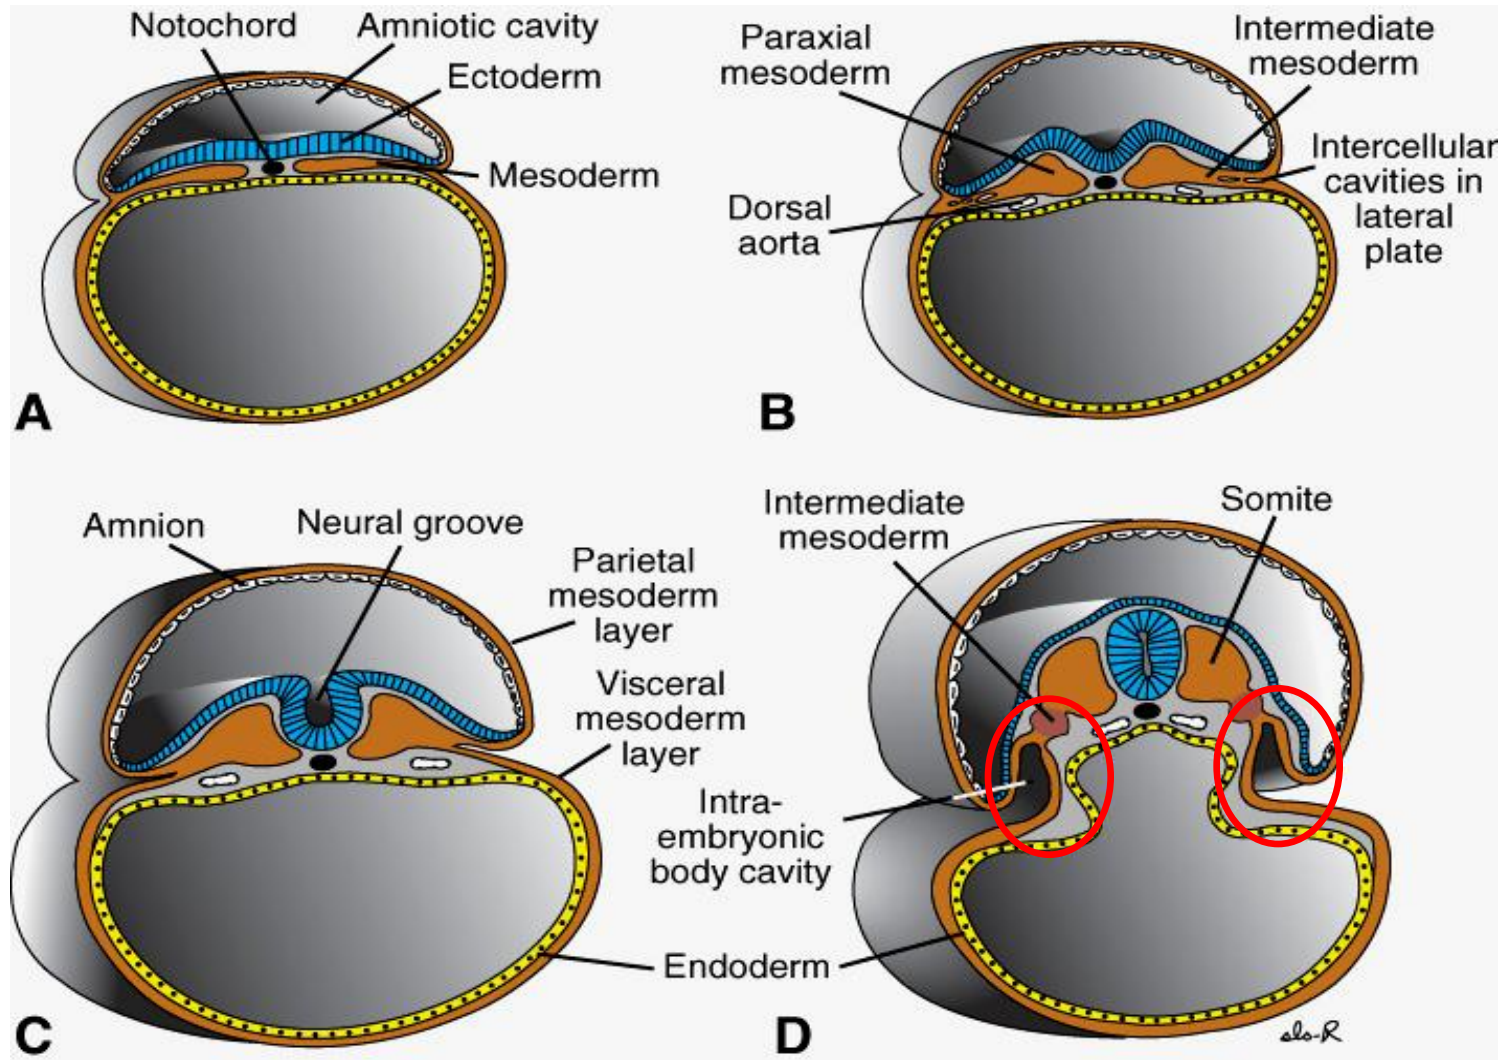 Notochord
Amniotic cavity
Ectoderm
Mesoderm
A
Paraxial
mesoderm
Intermediate
mesoderm
Intercellular
cavities in
lateral
plate
Dorsal
aorta
B
Amnion
Neural groove
Parietal
mesoderm
layer
Visceral
mesoderm
layer
C
Intermediate
mesoderm
Somite
Intra-
embryonic
body cavity
Endoderm
D